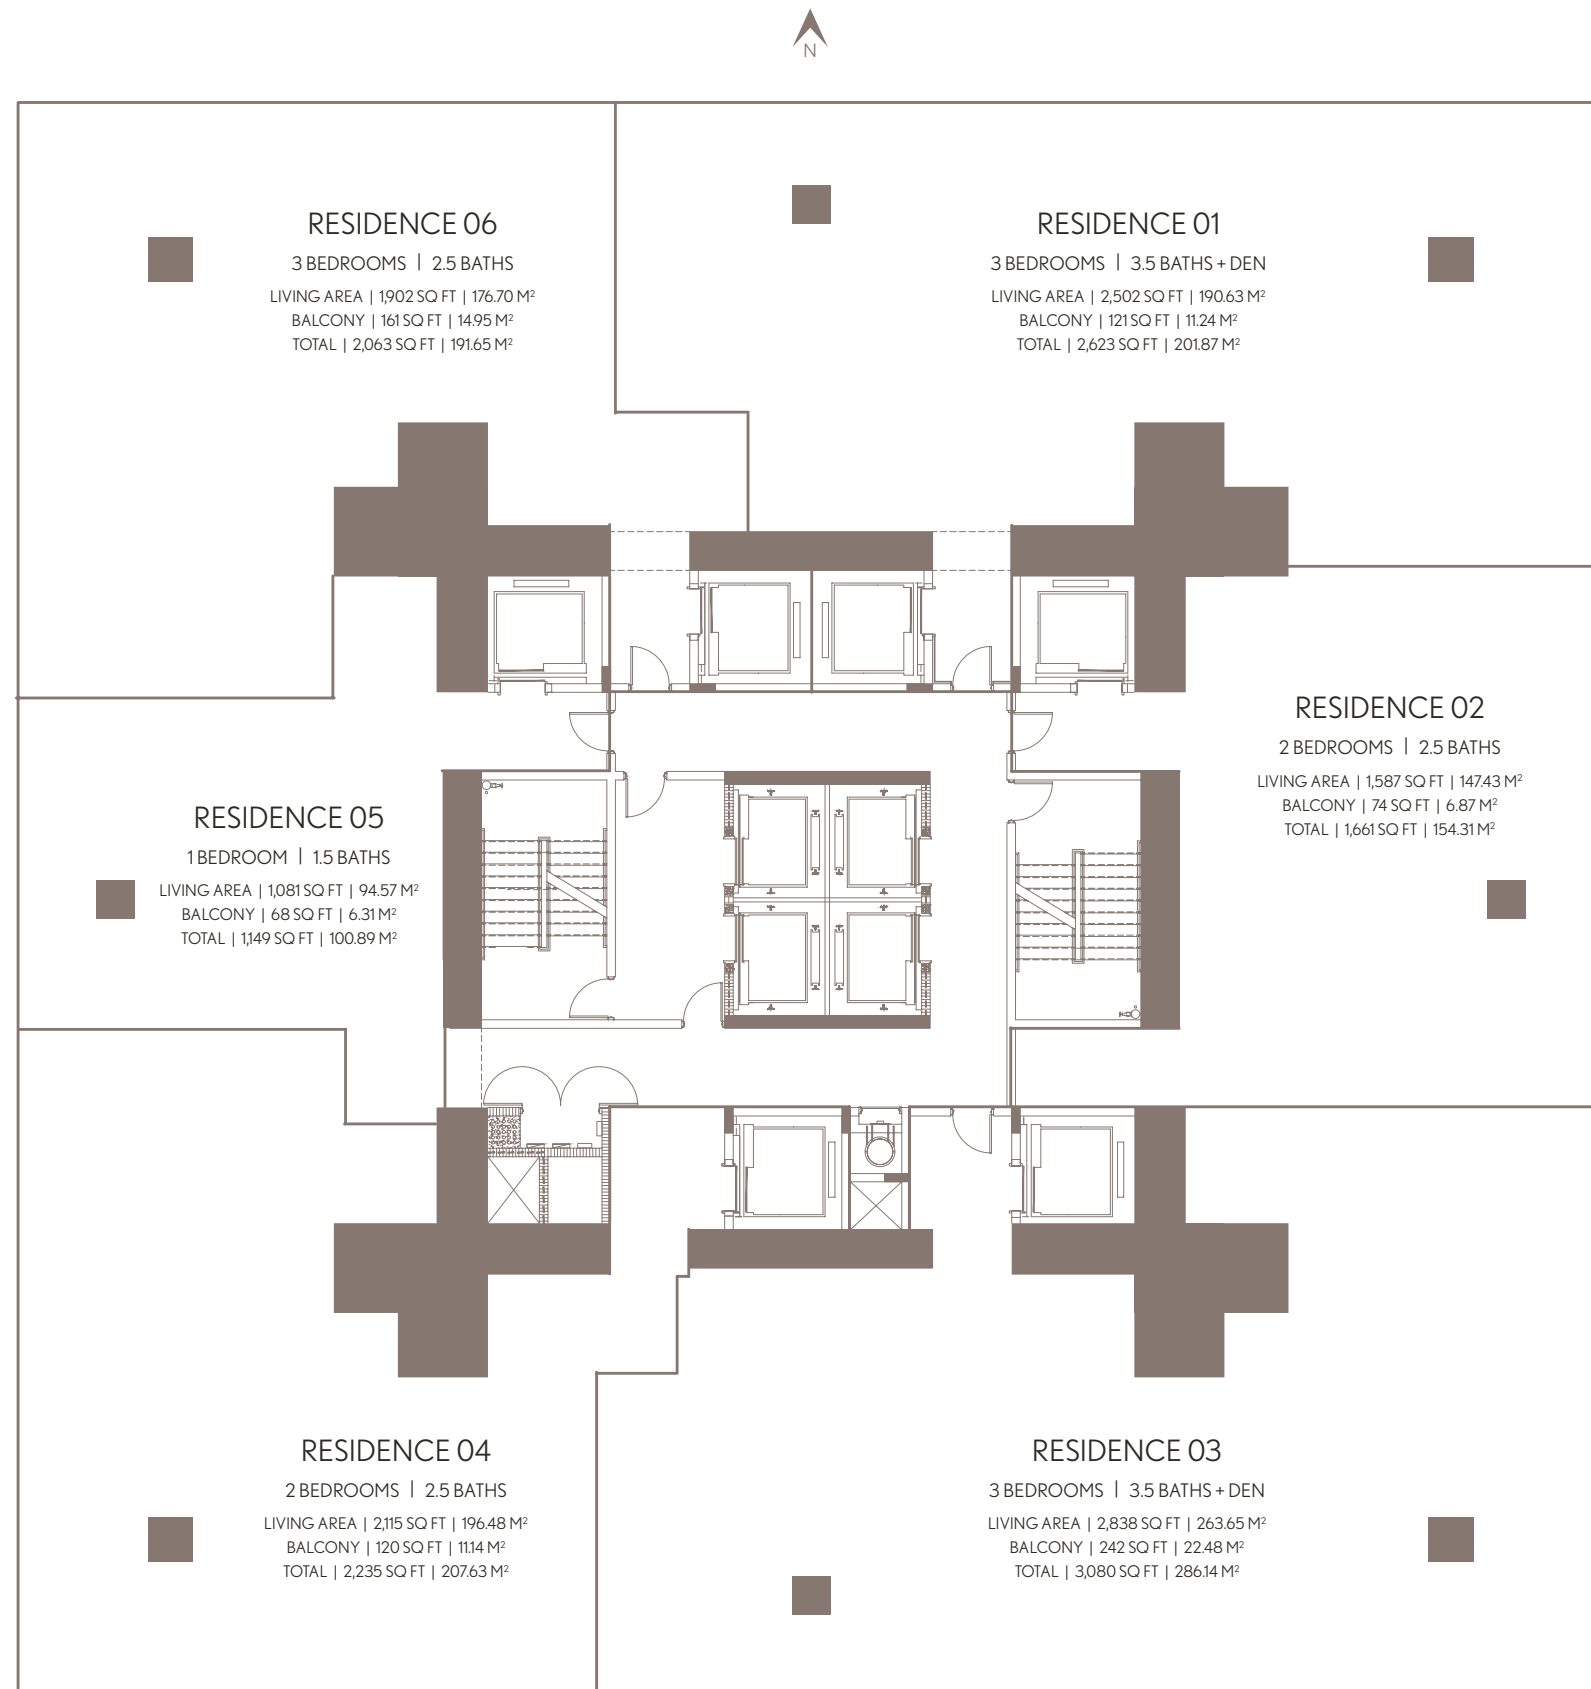 N
RESIDENCE 06
3 BEDROOMS | 2.5 BATHS
LIVING AREA | 1,902 SQ FT | 176.70 M²
BALCONY | 161 SQ FT | 14.95 M²
TOTAL | 2,063 SQ FT | 191.65 M²
RESIDENCE 01
3 BEDROOMS | 3.5 BATHS + DEN
LIVING AREA | 2,502 SQ FT | 190.63 M²
BALCONY | 121 SQ FT | 11.24 M²
TOTAL | 2,623 SQ FT | 201.87 M²
RESIDENCE 02
2 BEDROOMS | 2.5 BATHS
LIVING AREA | 1,587 SQ FT | 147.43 M²
BALCONY | 74 SQ FT | 6.87 M²
TOTAL | 1,661 SQ FT | 154.31 M²
RESIDENCE 05
1 BEDROOM | 1.5 BATHS
LIVING AREA | 1,081 SQ FT | 94.57 M²
BALCONY | 68 SQ FT | 6.31 M²
TOTAL | 1,149 SQ FT | 100.89 M²
RESIDENCE 04
2 BEDROOMS | 2.5 BATHS
LIVING AREA | 2,115 SQ FT | 196.48 M²
BALCONY | 120 SQ FT | 11.14 M²
TOTAL | 2,235 SQ FT | 207.63 M²
RESIDENCE 03
3 BEDROOMS | 3.5 BATHS + DEN
LIVING AREA | 2,838 SQ FT | 263.65 M²
BALCONY | 242 SQ FT | 22.48 M²
TOTAL | 3,080 SQ FT | 286.14 M²